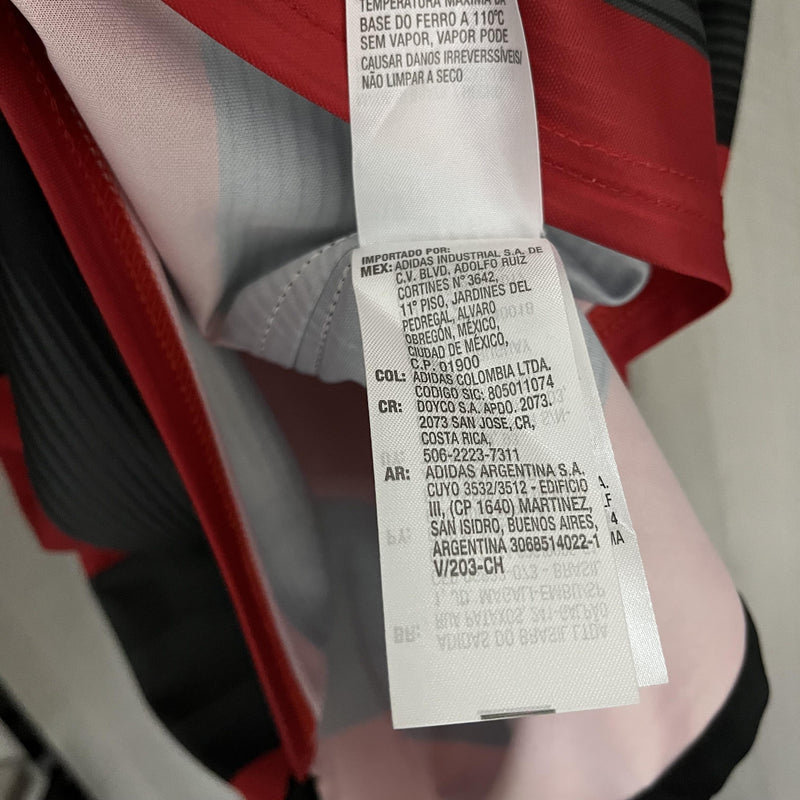 TEMPERATURA MÁXIMA DA
BASE DO FERRO A 110°C
SEM VAPOR, VAPOR PODE
CAUSAR DANOS IRREVERSSÍVEIS/
NÃO LIMPAR A SECO
IMPORTADO POR:
MEX: ADIDAS INDUSTRIAL S.A. DE
C.V. BLVD. ADOLFO RUIZ
CORTINES N° 3642,
11° PISO, JARDINES DEL
PEDREGAL, ALVARO
OBREGÓN, MÉXICO,
CIUDAD DE MÉXICO,
C.P. 01900
COL: ADIDAS COLOMBIA LTDA.
CODIGO SIC: 805011074
CR: DOYCO S.A. APDO. 2073.
2073 SAN JOSE, CR,
COSTA RICA,
506-2223-7311
AR: ADIDAS ARGENTINA S.A.
CUYO 3532/3512 - EDIFICIO
III, (CP 1640) MARTINEZ,
SAN ISIDRO, BUENOS AIRES,
ARGENTINA 3068514022-1
V/203-CH